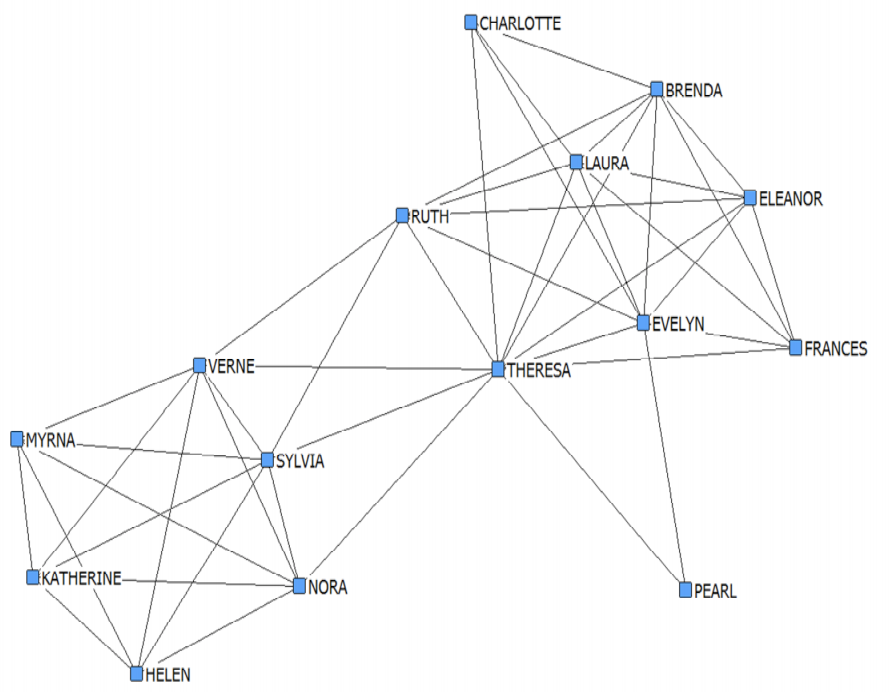 CHARLOTTE
BRENDA
LAURA
ELEANOR
RUTH
EVELYN
FRANCES
VERNE
THERESA
MYRNA
SYLVIA
KATHERINE
NORA
PEARL
HELEN